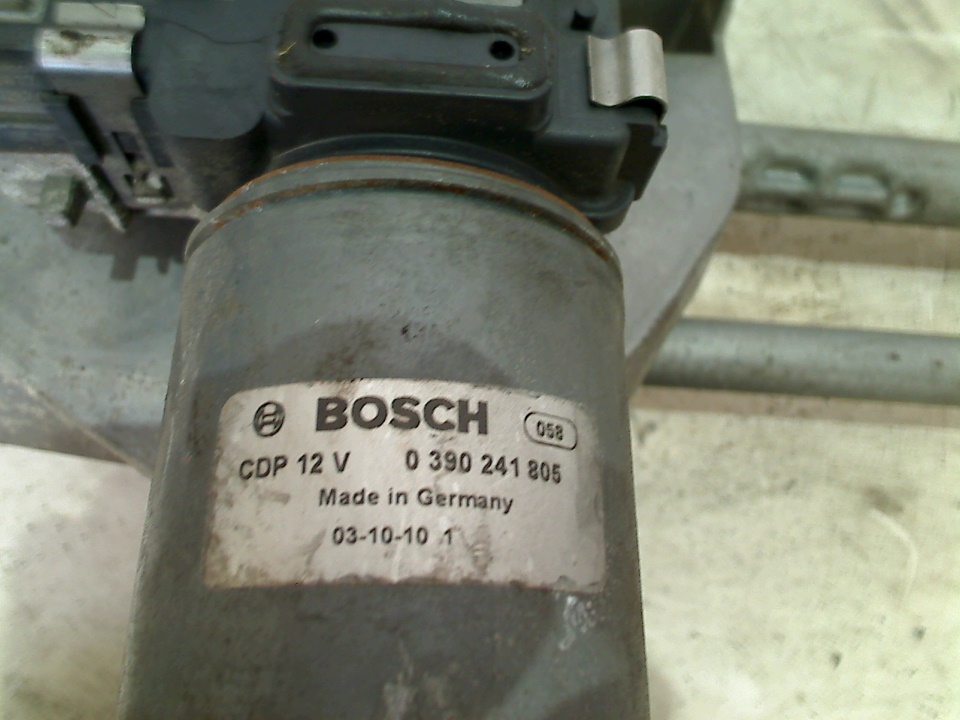 BOSCH 058
CDP 12 V 0 390 241 805
Made in Germany
03-10-10 1